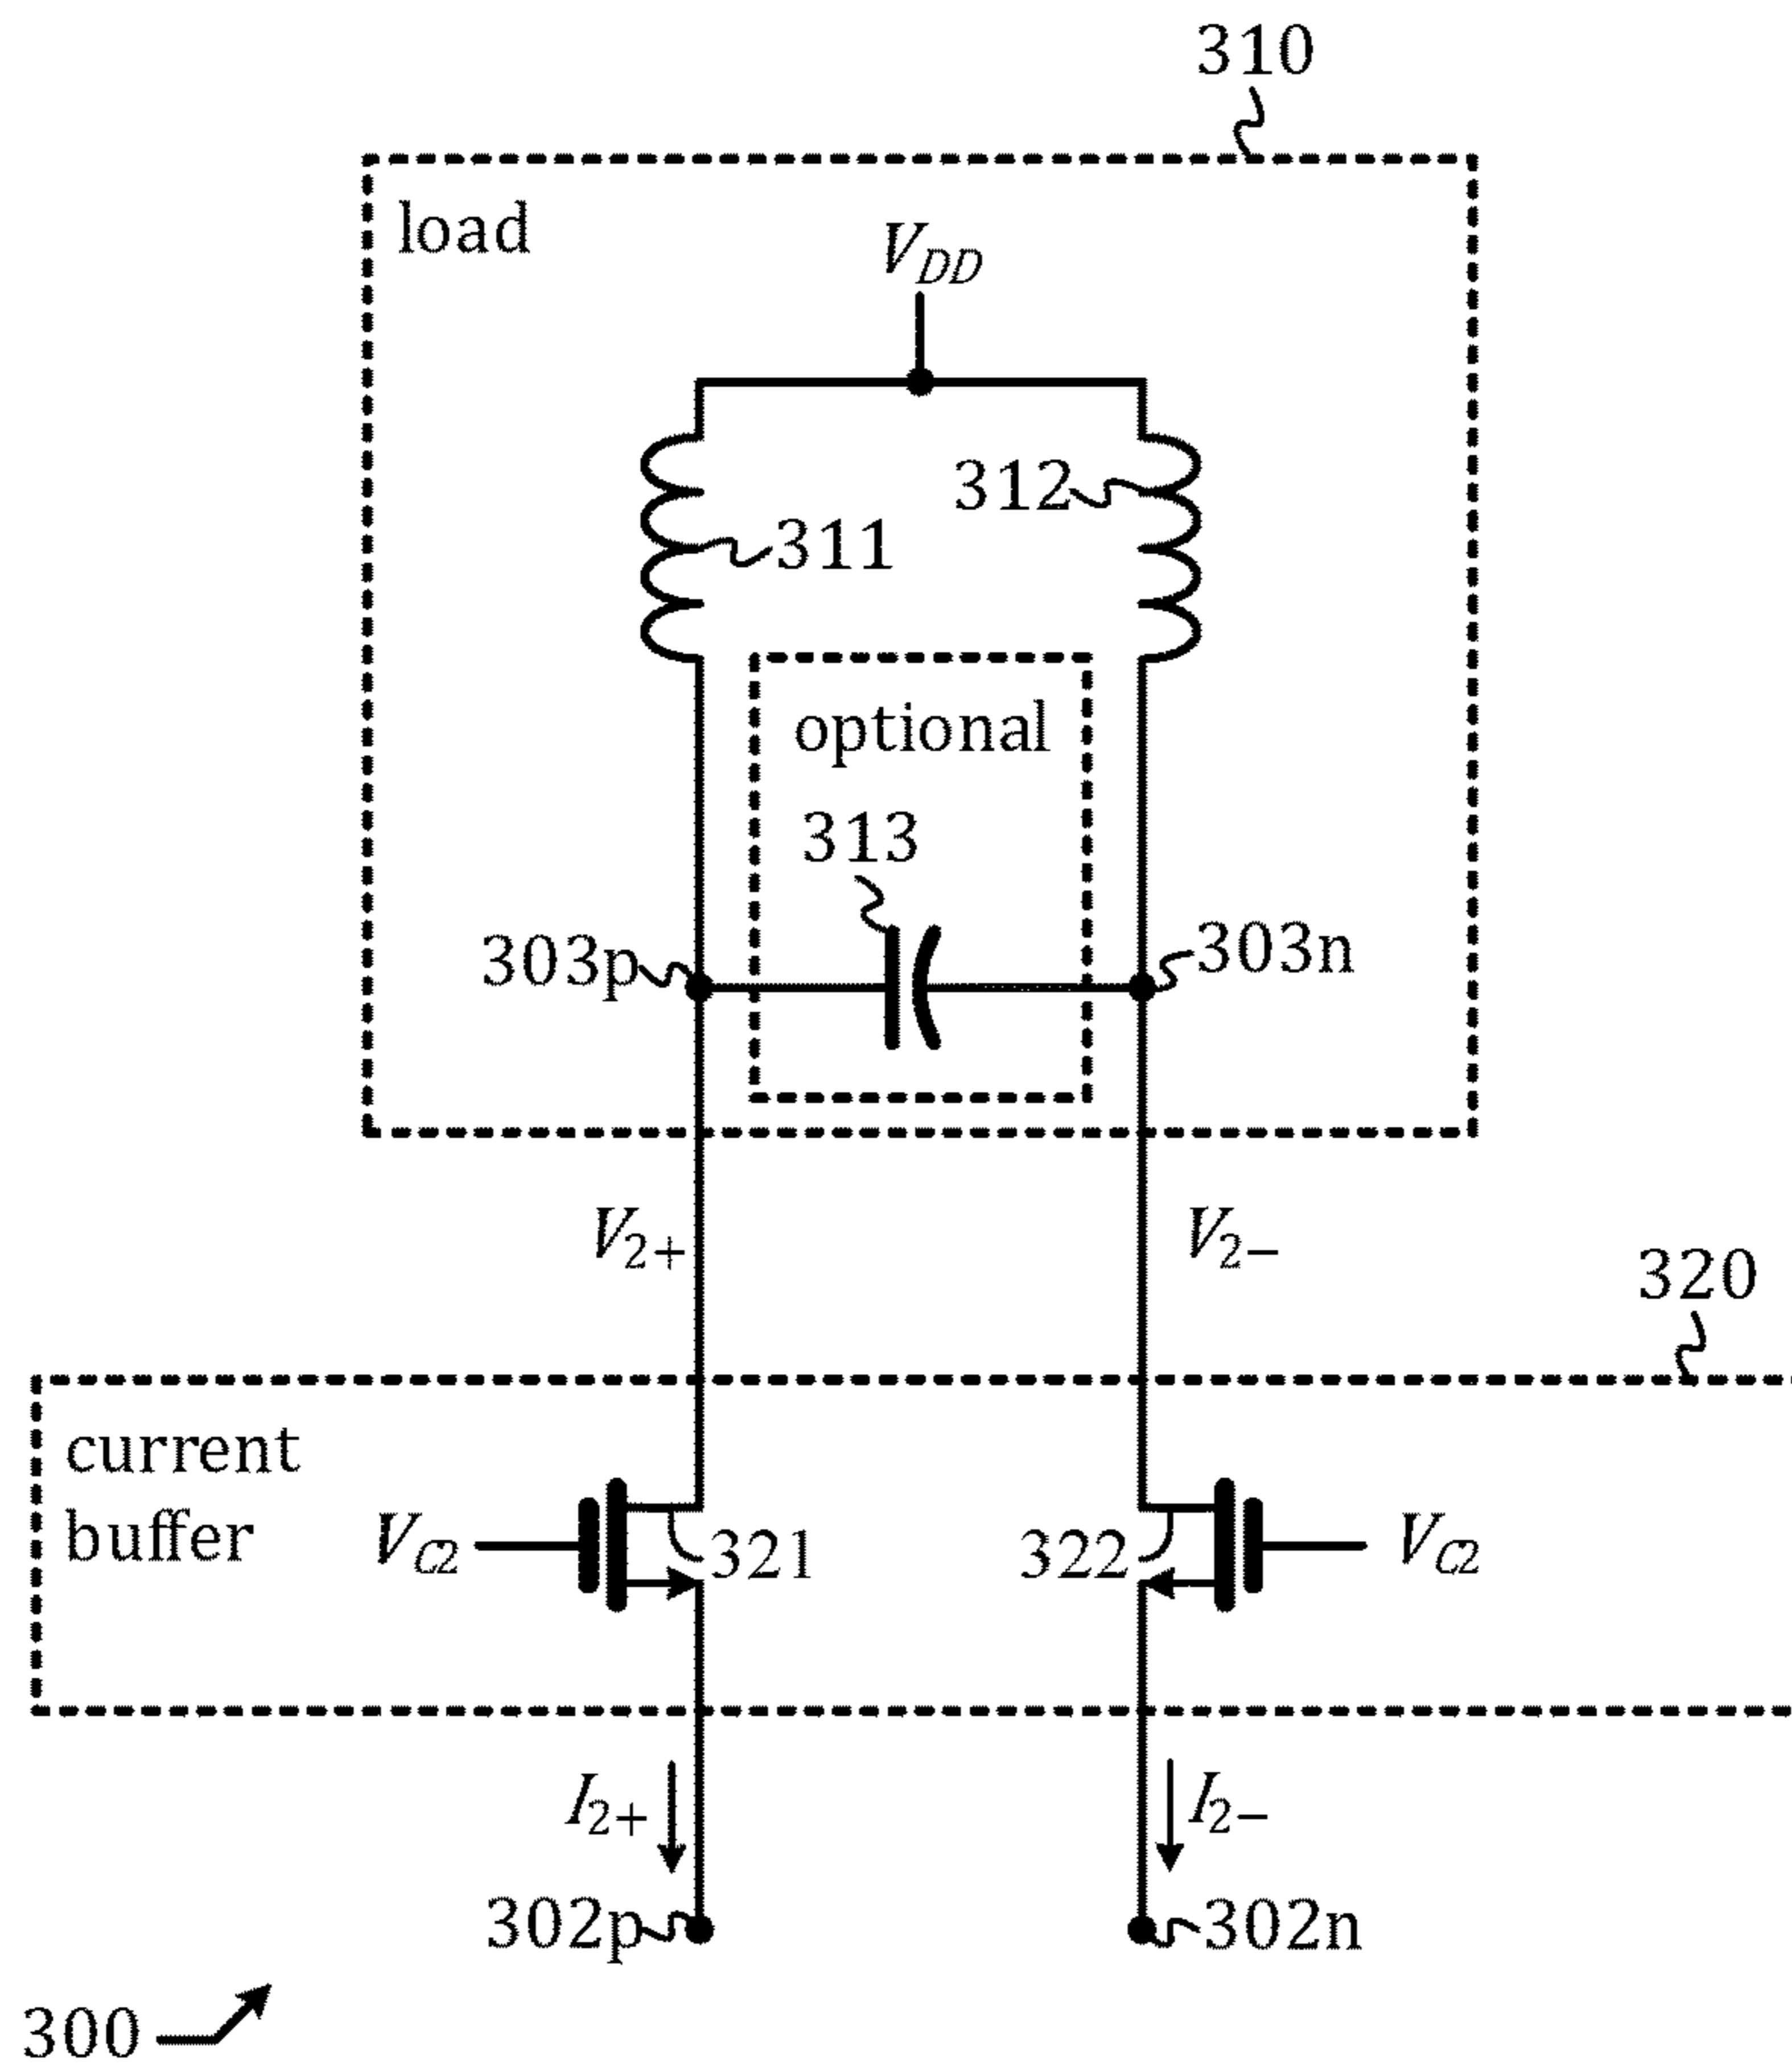 310
load
V_DD
312
311
optional
313
303p
303n
V_2+
V_2−
320
current
buffer
V_C2
321
322
V_C2
I_2+
I_2−
302p
302n
300